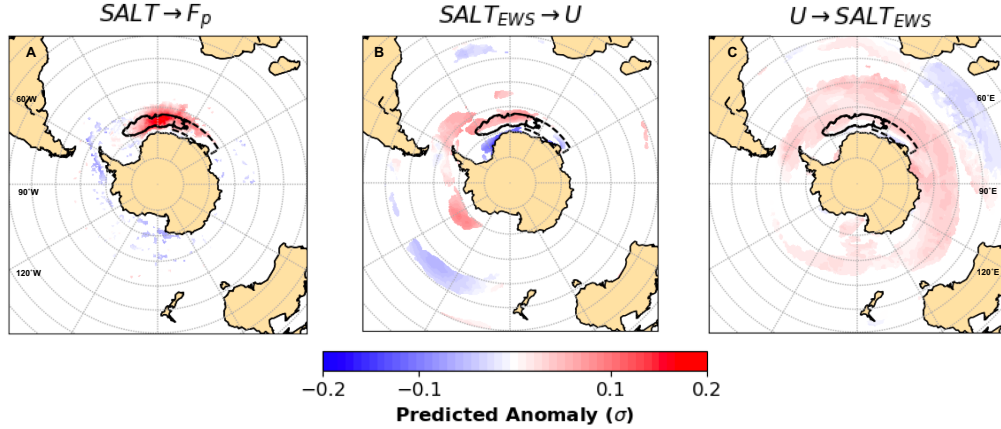 SALT → F_p
SALT_EWS → U
U → SALT_EWS
A
B
C
60°W
90°W
120°W
60°E
90°E
120°E
−0.2
−0.1
0.1
0.2
Predicted Anomaly (σ)